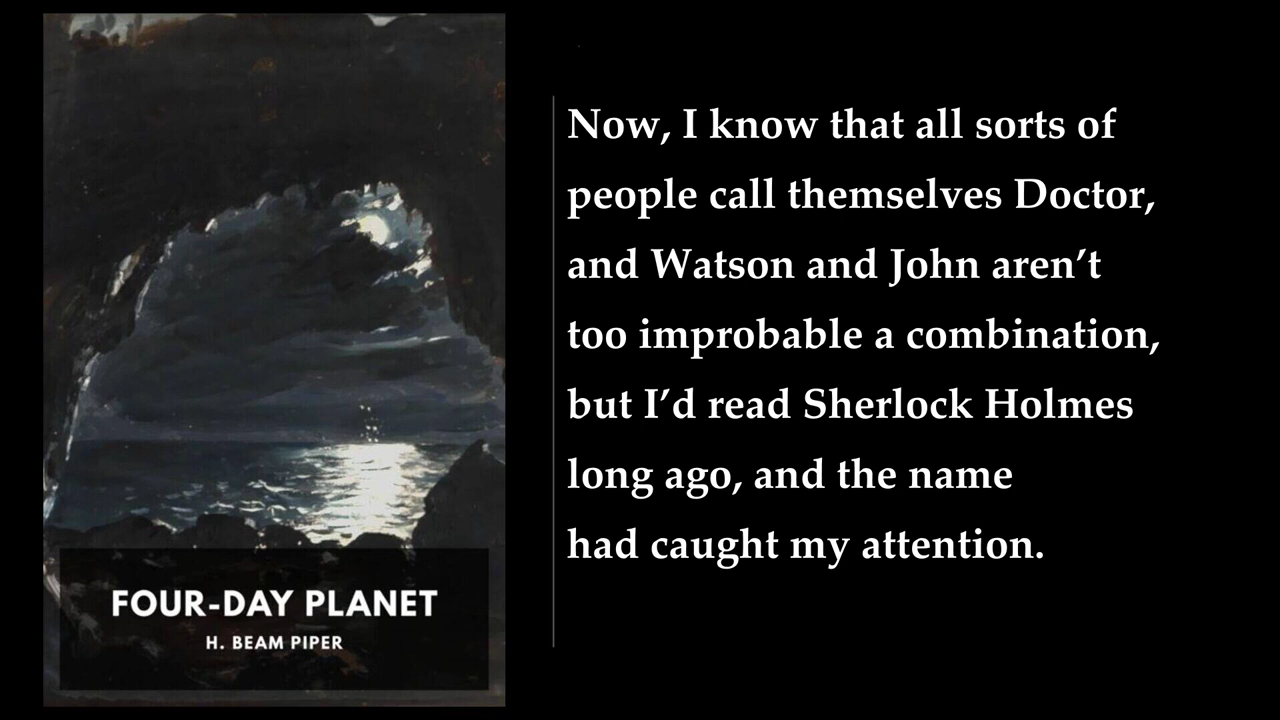 FOUR-DAY PLANET
H. BEAM PIPER
Now, I know that all sorts of
people call themselves Doctor,
and Watson and John aren’t
too improbable a combination,
but I’d read Sherlock Holmes
long ago, and the name
had caught my attention.